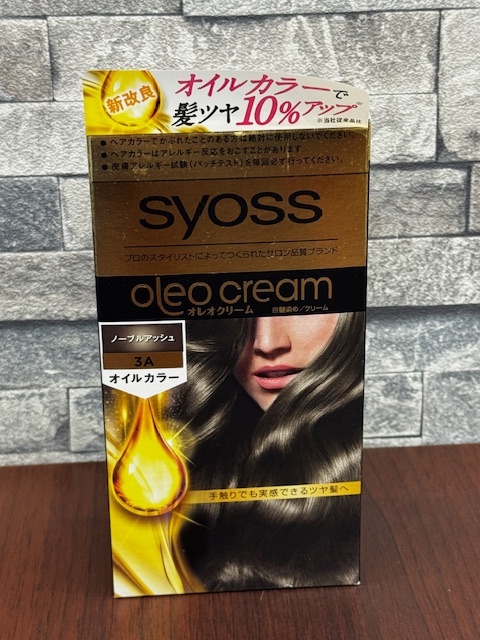 新改良
オイルカラーで
髪ツヤ10%アップ※
※当社従来品比
● ヘアカラーでかぶれたことのある方は絶対に使用しないでください。
● ヘアカラーはアレルギー反応をおこすことがあります。
● 皮膚アレルギー試験(パッチテスト)を毎回必ず行ってください。
syoss
プロのスタイリストによってつくられたサロン品質ブランド
oleo cream
オレオクリーム 白髪染め/クリーム
ノーブルアッシュ
3A
オイルカラー
手触りでも実感できるツヤ髪へ